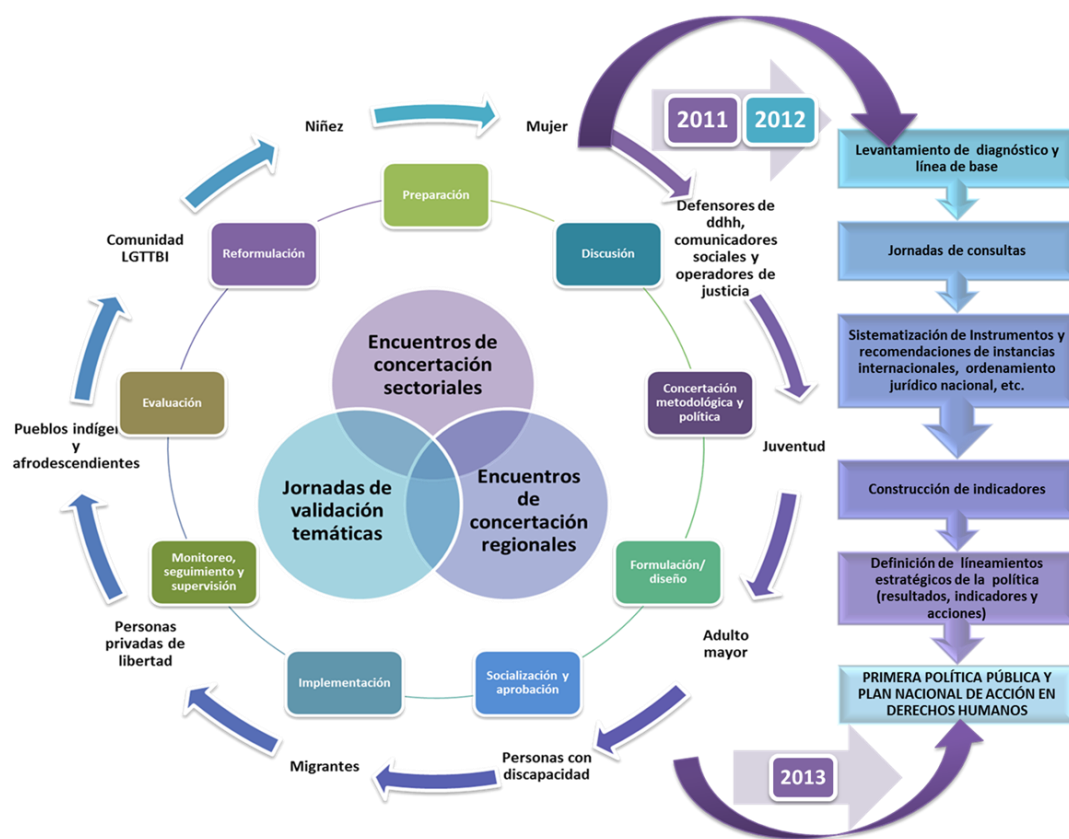 Niñez
Mujer
Defensores de
ddhh,
comunicadores
sociales y
operadores de
justicia
Juventud
Adulto
mayor
Personas con
discapacidad
Migrantes
Personas
privadas de
libertad
Pueblos indíge
y
afrodescendientes
Comunidad
LGTTBI
Preparación
Discusión
Concertación
metodológica y
política
Formulación/
diseño
Socialización y
aprobación
Implementación
Monitoreo,
seguimiento y
supervisión
Evaluación
Reformulación
Encuentros de
concertación
sectoriales
Encuentros
de
concertación
regionales
Jornadas de
validación
temáticas
2011
2012
Levantamiento de diagnóstico y
línea de base
Jornadas de consultas
Sistematización de Instrumentos y
recomendaciones de instancias
internacionales, ordenamiento
jurídico nacional, etc.
Construcción de indicadores
Definición de líneamientos
estratégicos de la política
(resultados, indicadores y
acciones)
PRIMERA POLÍTICA PÚBLICA Y
PLAN NACIONAL DE ACCIÓN EN
DERECHOS HUMANOS
2013